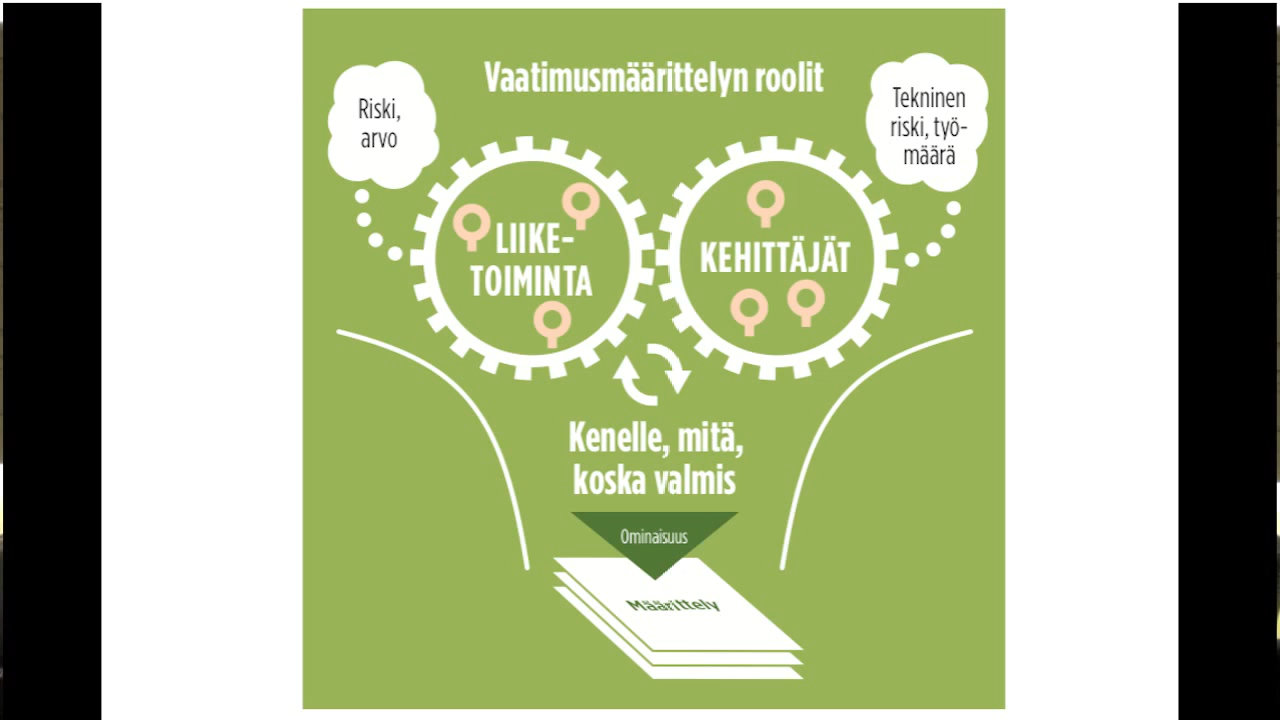 Vaatimusmäärittelyn roolit
Riski,
arvo
Tekninen
riski, työ-
määrä
LIIKE-
TOIMINTA
KEHITTÄJÄT
Kenelle, mitä,
koska valmis
Ominaisuus
Määrittely